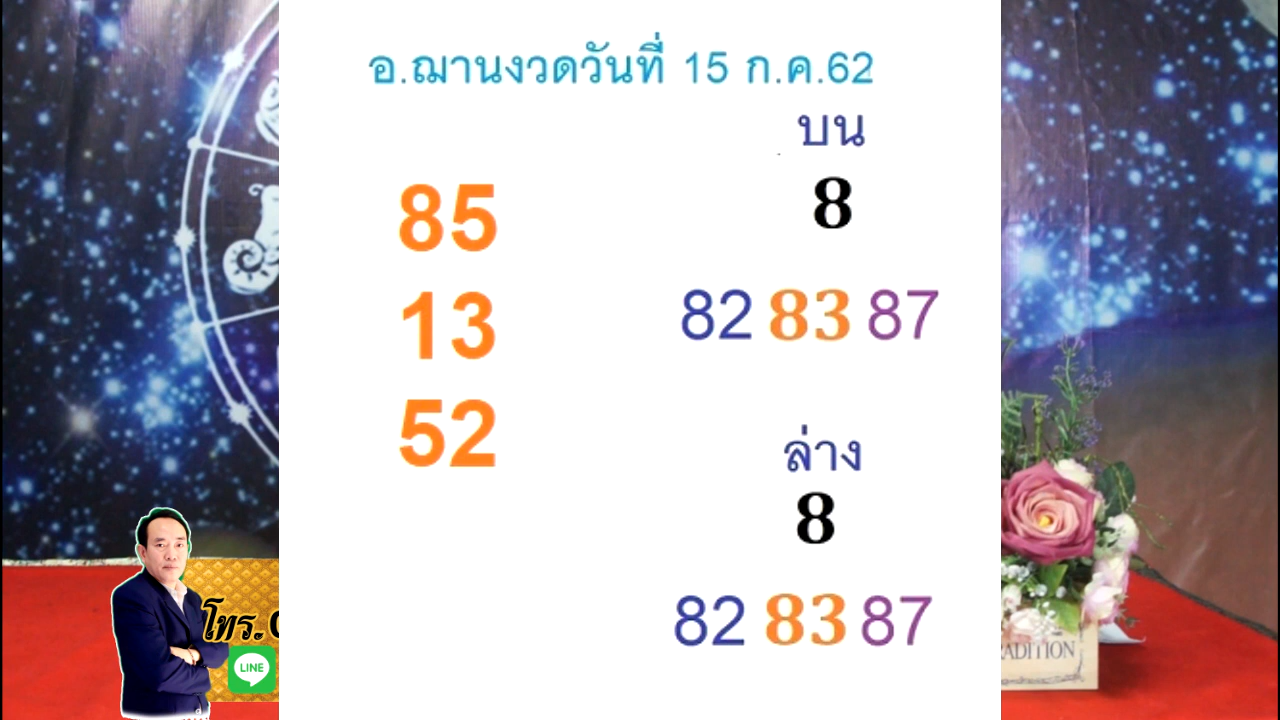 อ.ฌานงวดวันที่ 15 ก.ค.62
บน
8
85
13
52
82 83 87
ล่าง
8
82 83 87
โทร.
LINE
RADITION